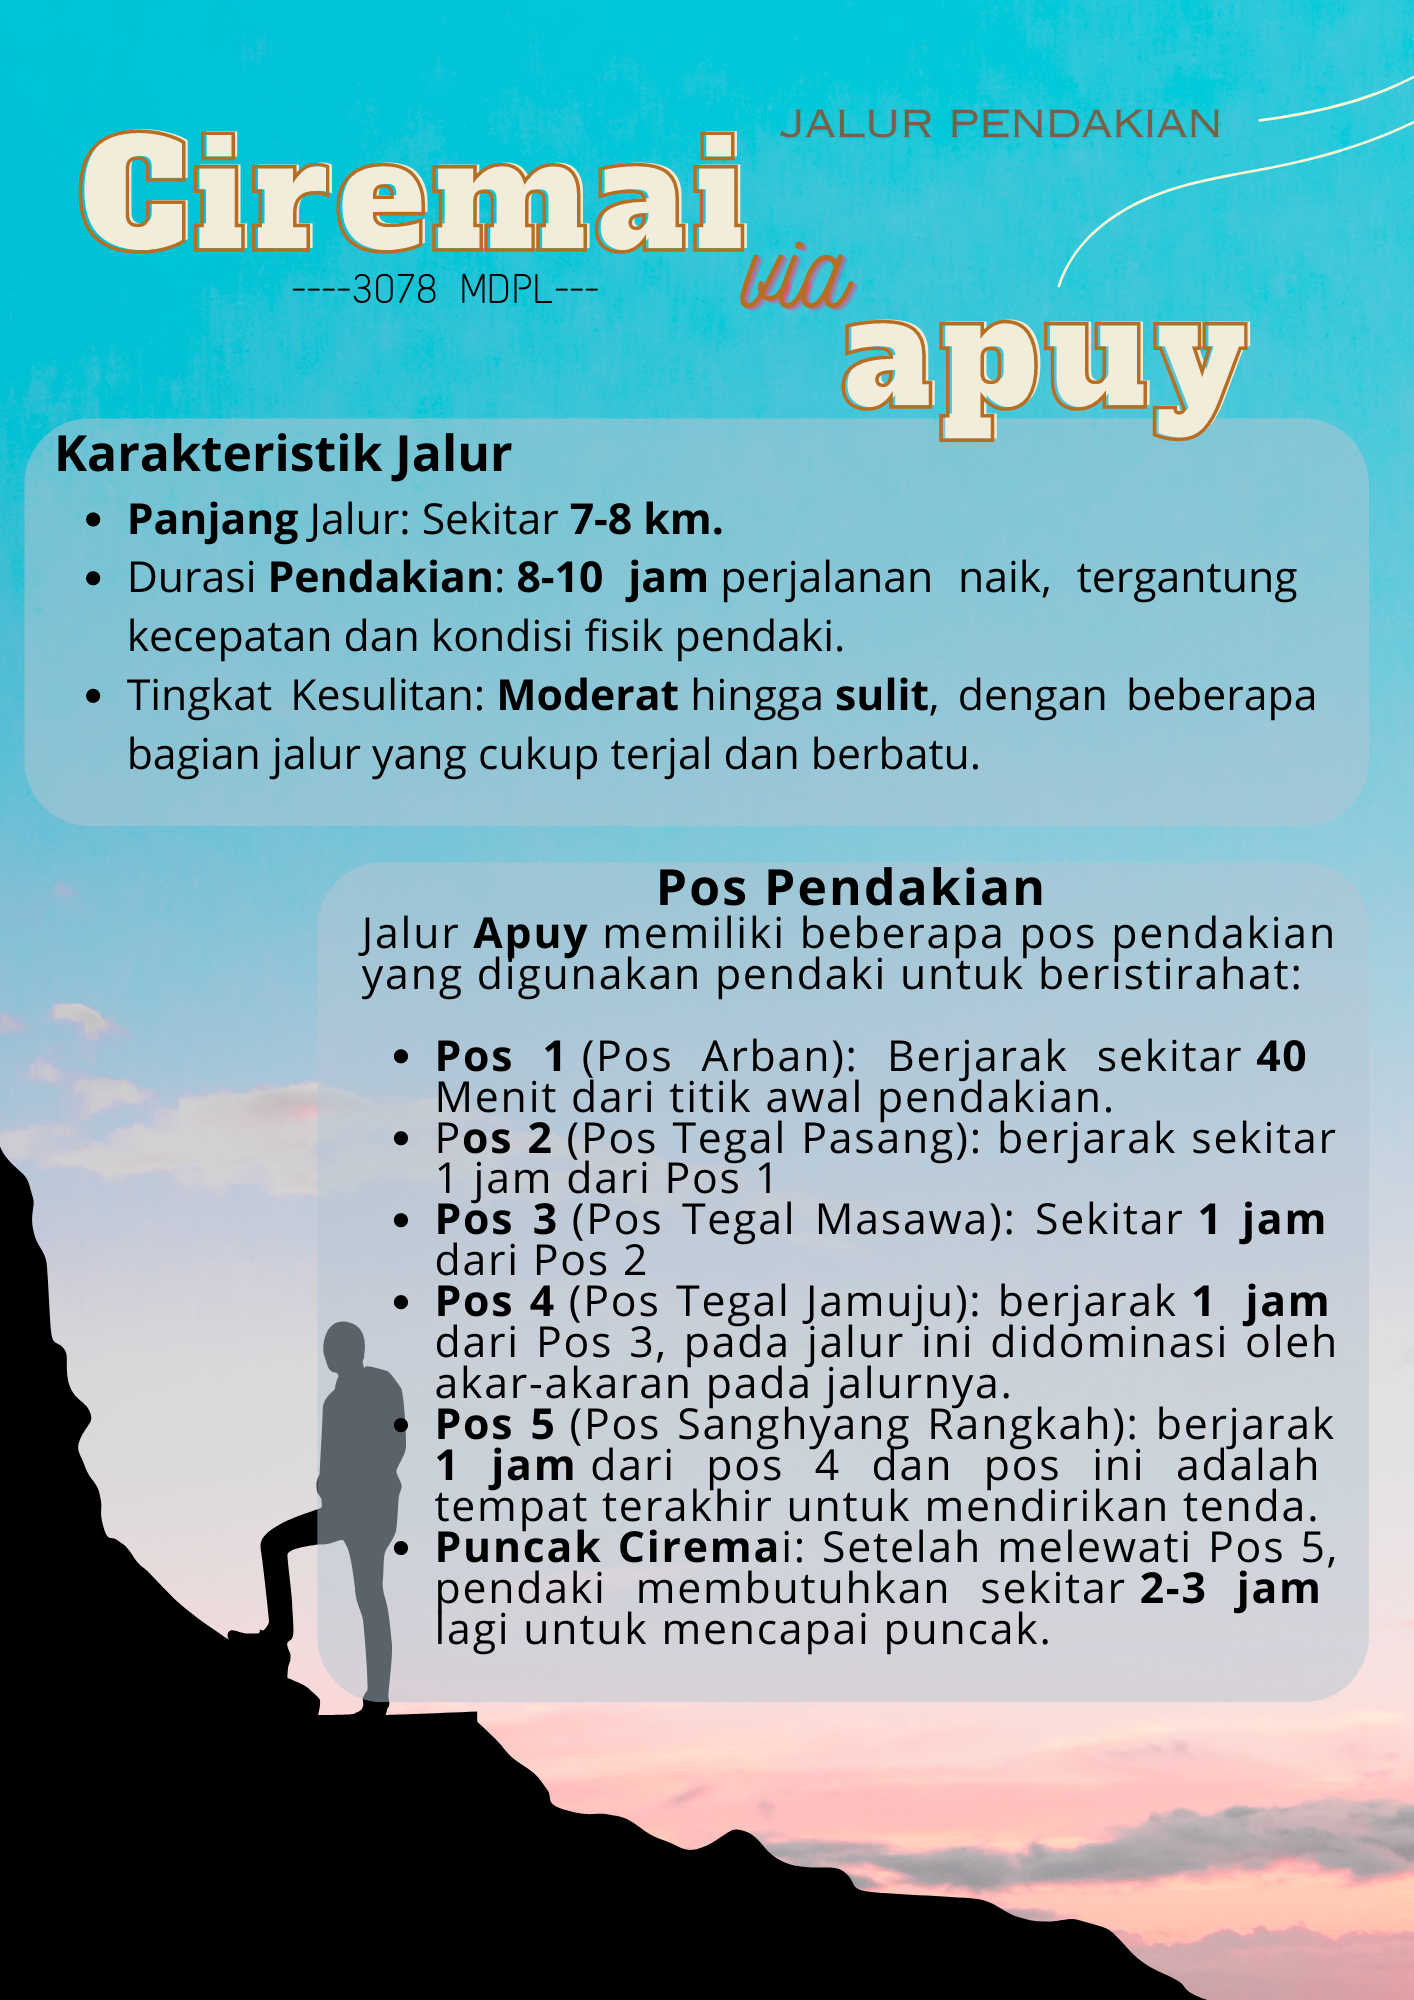 JALUR PENDAKIAN
Ciremai
----3078 MDPL---
via
apuy
Karakteristik Jalur
• Panjang Jalur: Sekitar 7-8 km.
• Durasi Pendakian: 8-10 jam perjalanan naik, tergantung
kecepatan dan kondisi fisik pendaki.
• Tingkat Kesulitan: Moderat hingga sulit, dengan beberapa
bagian jalur yang cukup terjal dan berbatu.
Pos Pendakian
Jalur Apuy memiliki beberapa pos pendakian
yang digunakan pendaki untuk beristirahat:
• Pos 1 (Pos Arban): Berjarak sekitar 40
Menit dari titik awal pendakian.
• Pos 2 (Pos Tegal Pasang): berjarak sekitar
1 jam dari Pos 1
• Pos 3 (Pos Tegal Masawa): Sekitar 1 jam
dari Pos 2
• Pos 4 (Pos Tegal Jamuju): berjarak 1 jam
dari Pos 3, pada jalur ini didominasi oleh
akar-akaran pada jalurnya.
• Pos 5 (Pos Sanghyang Rangkah): berjarak
1 jam dari pos 4 dan pos ini adalah
tempat terakhir untuk mendirikan tenda.
• Puncak Ciremai: Setelah melewati Pos 5,
pendaki membutuhkan sekitar 2-3 jam
lagi untuk mencapai puncak.